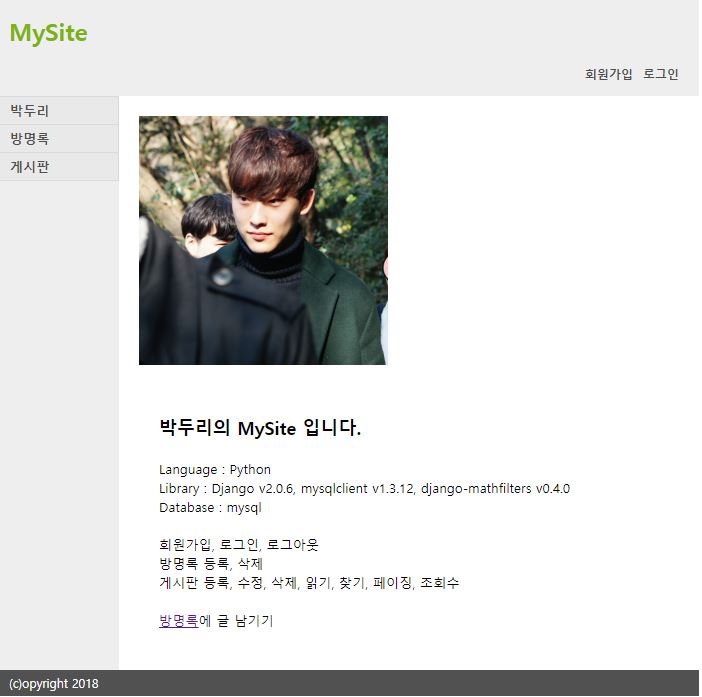 MySite
회원가입 로그인
박두리
방명록
게시판
박두리의 MySite 입니다.
Language : Python
Library : Django v2.0.6, mysqlclient v1.3.12, django-mathfilters v0.4.0
Database : mysql
회원가입, 로그인, 로그아웃
방명록 등록, 삭제
게시판 등록, 수정, 삭제, 읽기, 찾기, 페이징, 조회수
방명록에 글 남기기
(c)opyright 2018